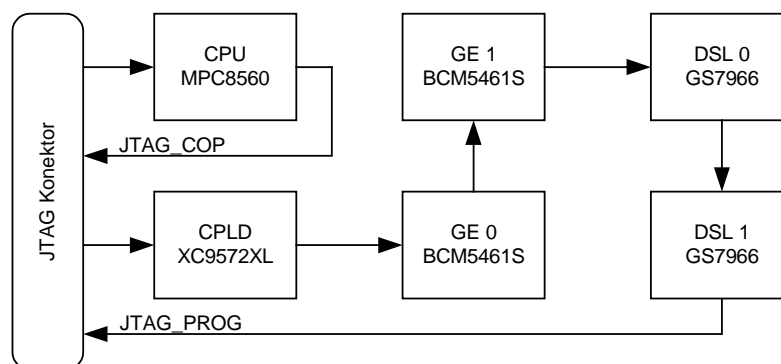 JTAG Konektor
CPU
MPC8560
GE 1
BCM5461S
DSL 0
GS7966
JTAG_COP
CPLD
XC9572XL
GE 0
BCM5461S
DSL 1
GS7966
JTAG_PROG